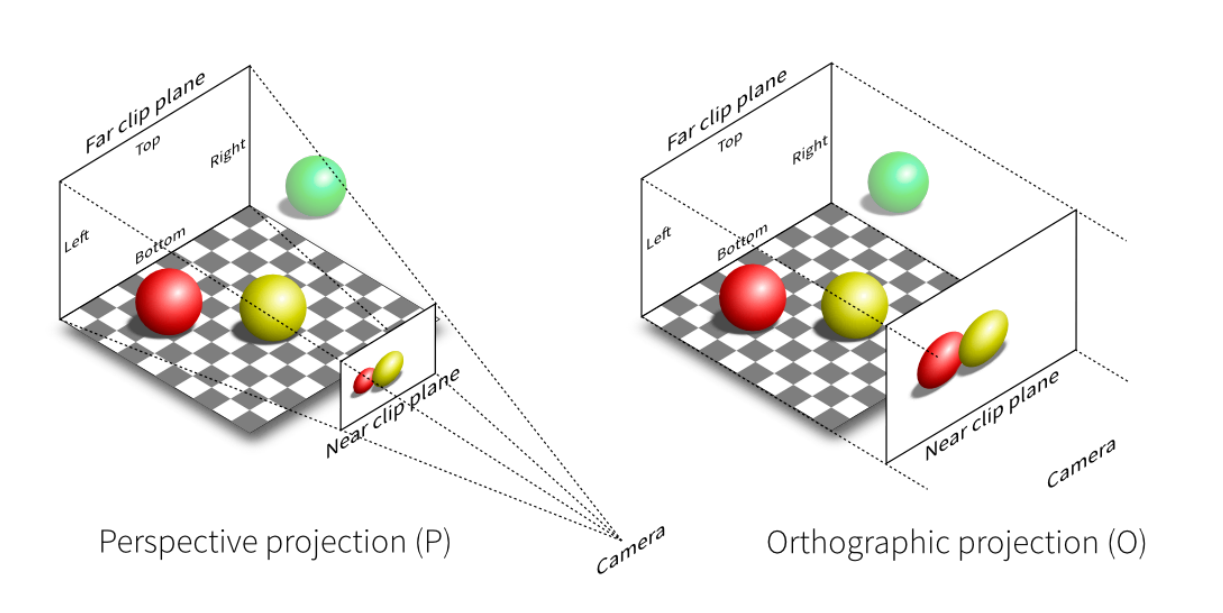 Far clip plane
Top
Right
Left
Bottom
Near clip plane
Camera
Perspective projection (P)
Far clip plane
Top
Right
Left
Bottom
Near clip plane
Camera
Orthographic projection (O)